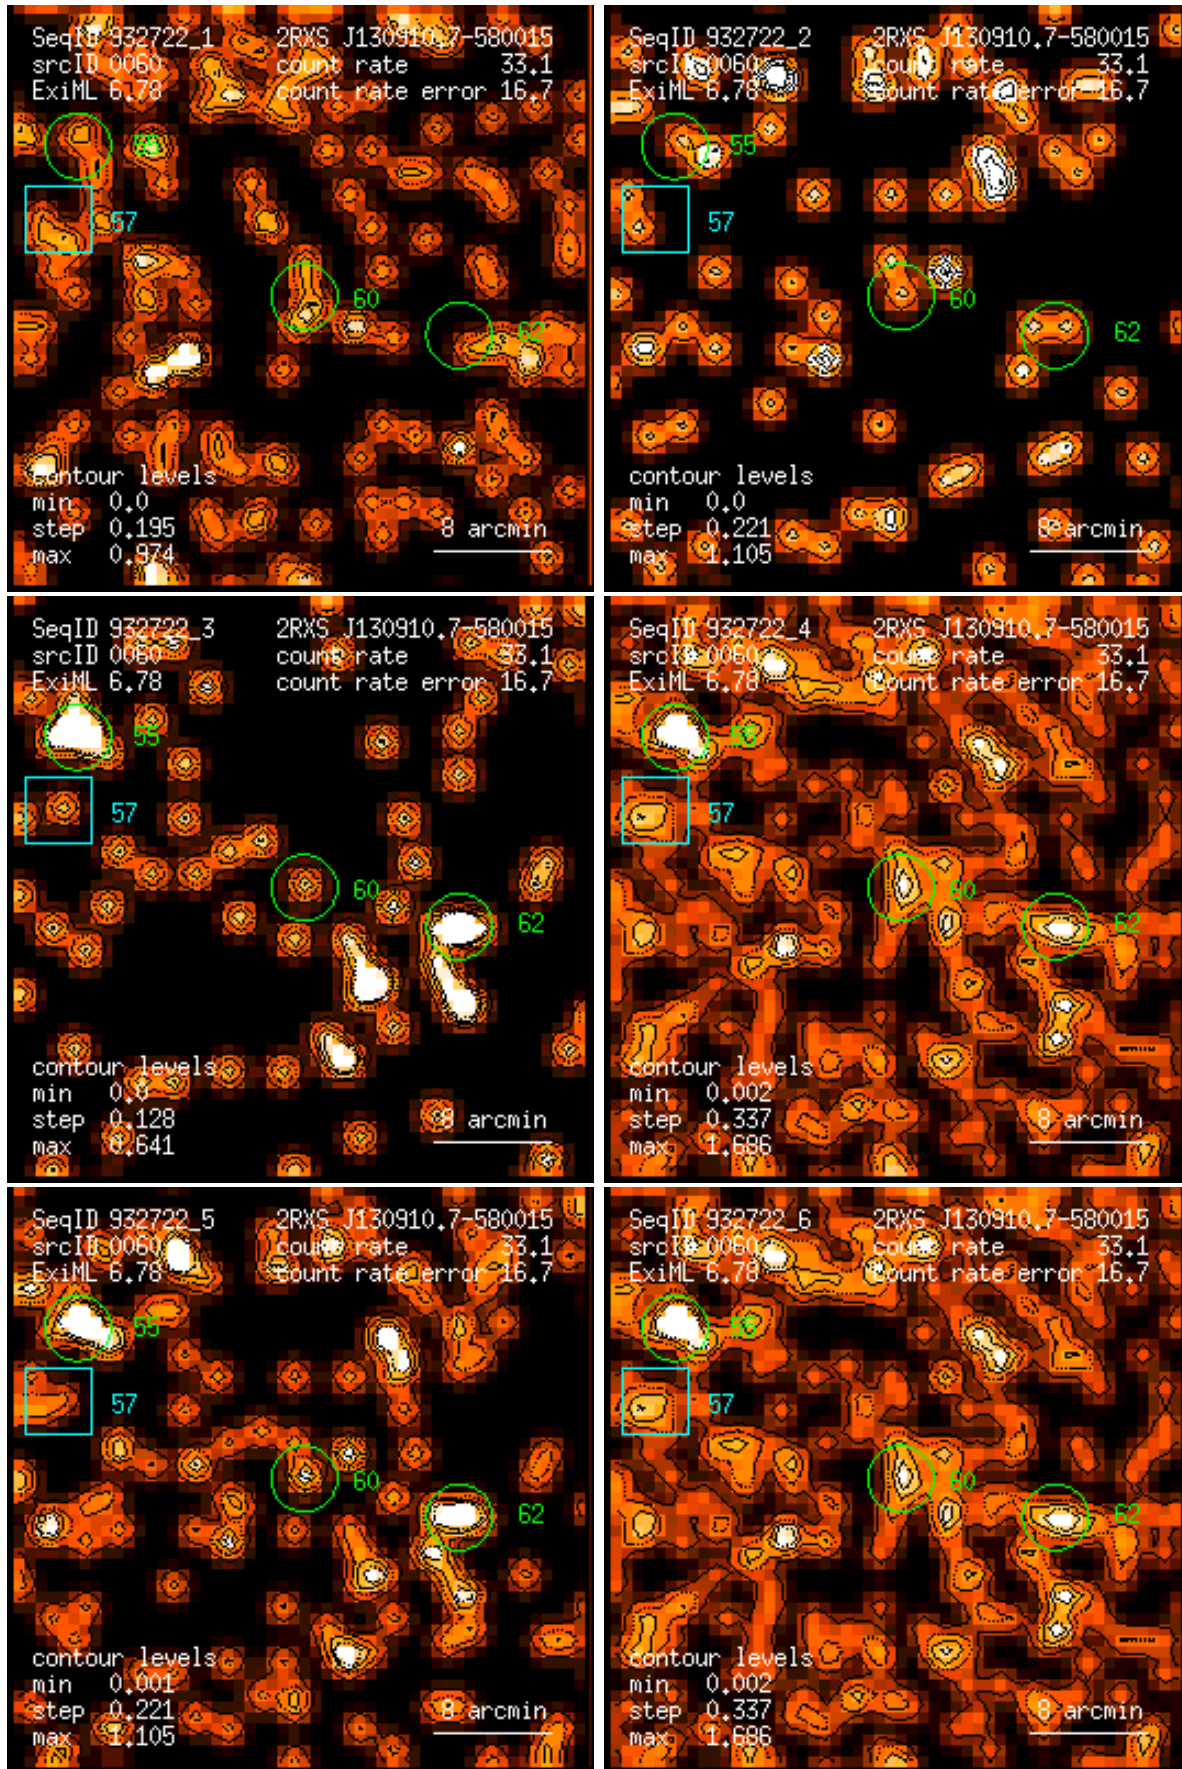 SeqID 932722_1 2RXS J130910.7-580015
srcID 0060 count rate 33.1
ExiML 6.78 count rate error 16.7
55
57
60
62
contour levels
min 0.0
step 0.195
max 0.974
8 arcmin
SeqID 932722_2 2RXS J130910.7-580015
srcID 0060 count rate 33.1
ExiML 6.78 count rate error 16.7
55
57
60
62
contour levels
min 0.0
step 0.221
max 1.105
8 arcmin
SeqID 932722_3 2RXS J130910.7-580015
srcID 0060 count rate 33.1
ExiML 6.78 count rate error 16.7
55
57
60
62
contour levels
min 0.0
step 0.128
max 0.641
8 arcmin
SeqID 932722_4 2RXS J130910.7-580015
srcID 0060 count rate 33.1
ExiML 6.78 count rate error 16.7
55
57
60
62
contour levels
min 0.002
step 0.337
max 1.686
8 arcmin
SeqID 932722_5 2RXS J130910.7-580015
srcID 0060 count rate 33.1
ExiML 6.78 count rate error 16.7
55
57
60
62
contour levels
min 0.001
step 0.221
max 1.105
8 arcmin
SeqID 932722_6 2RXS J130910.7-580015
srcID 0060 count rate 33.1
ExiML 6.78 count rate error 16.7
55
57
60
62
contour levels
min 0.002
step 0.337
max 1.686
8 arcmin